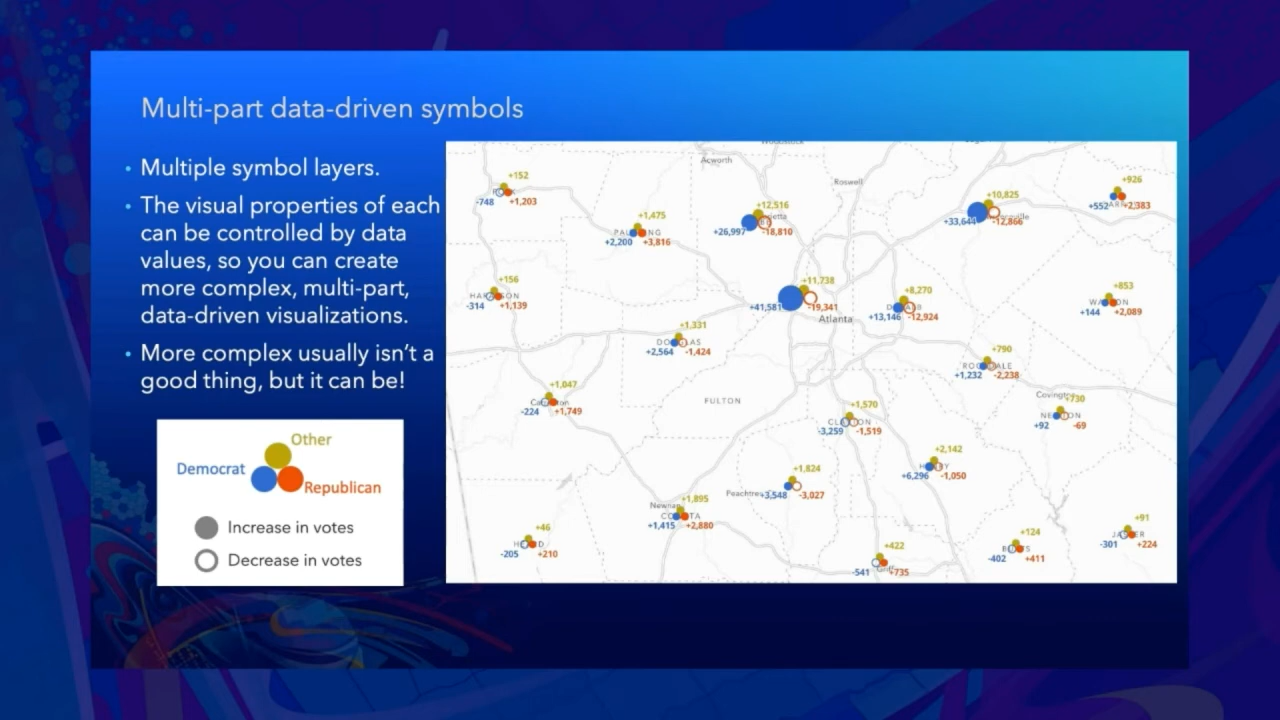 Multi-part data-driven symbols
• Multiple symbol layers.
• The visual properties of each
can be controlled by data
values, so you can create
more complex, multi-part,
data-driven visualizations.
• More complex usually isn't a
good thing, but it can be!
Other
Democrat
Republican
Increase in votes
Decrease in votes
Acworth
Roswell
+152
-748 +1,203
+1,475
+2,200 +3,816
+12,516
+26,997 -18,810
+10,825
+33,644 -12,866
+926
+552 +2,383
+156
-314 +1,139
+11,738
+41,581 -19,341
Atlanta
+8,270
+13,146 -12,924
+853
+144 +2,089
+1,331
+2,564 -1,424
+790
+1,232 -2,238
+1,047
-224 +1,749
FULTON
+1,570
-3,259 -1,519
Covington
+730
+92 -69
+2,142
+6,296 -1,050
+1,824
Peachtree
+3,548 -3,027
Newnan
+1,895
+1,415 +2,880
+46
-205 +210
+422
-541 +735
+124
-402 +411
+91
-301 +224